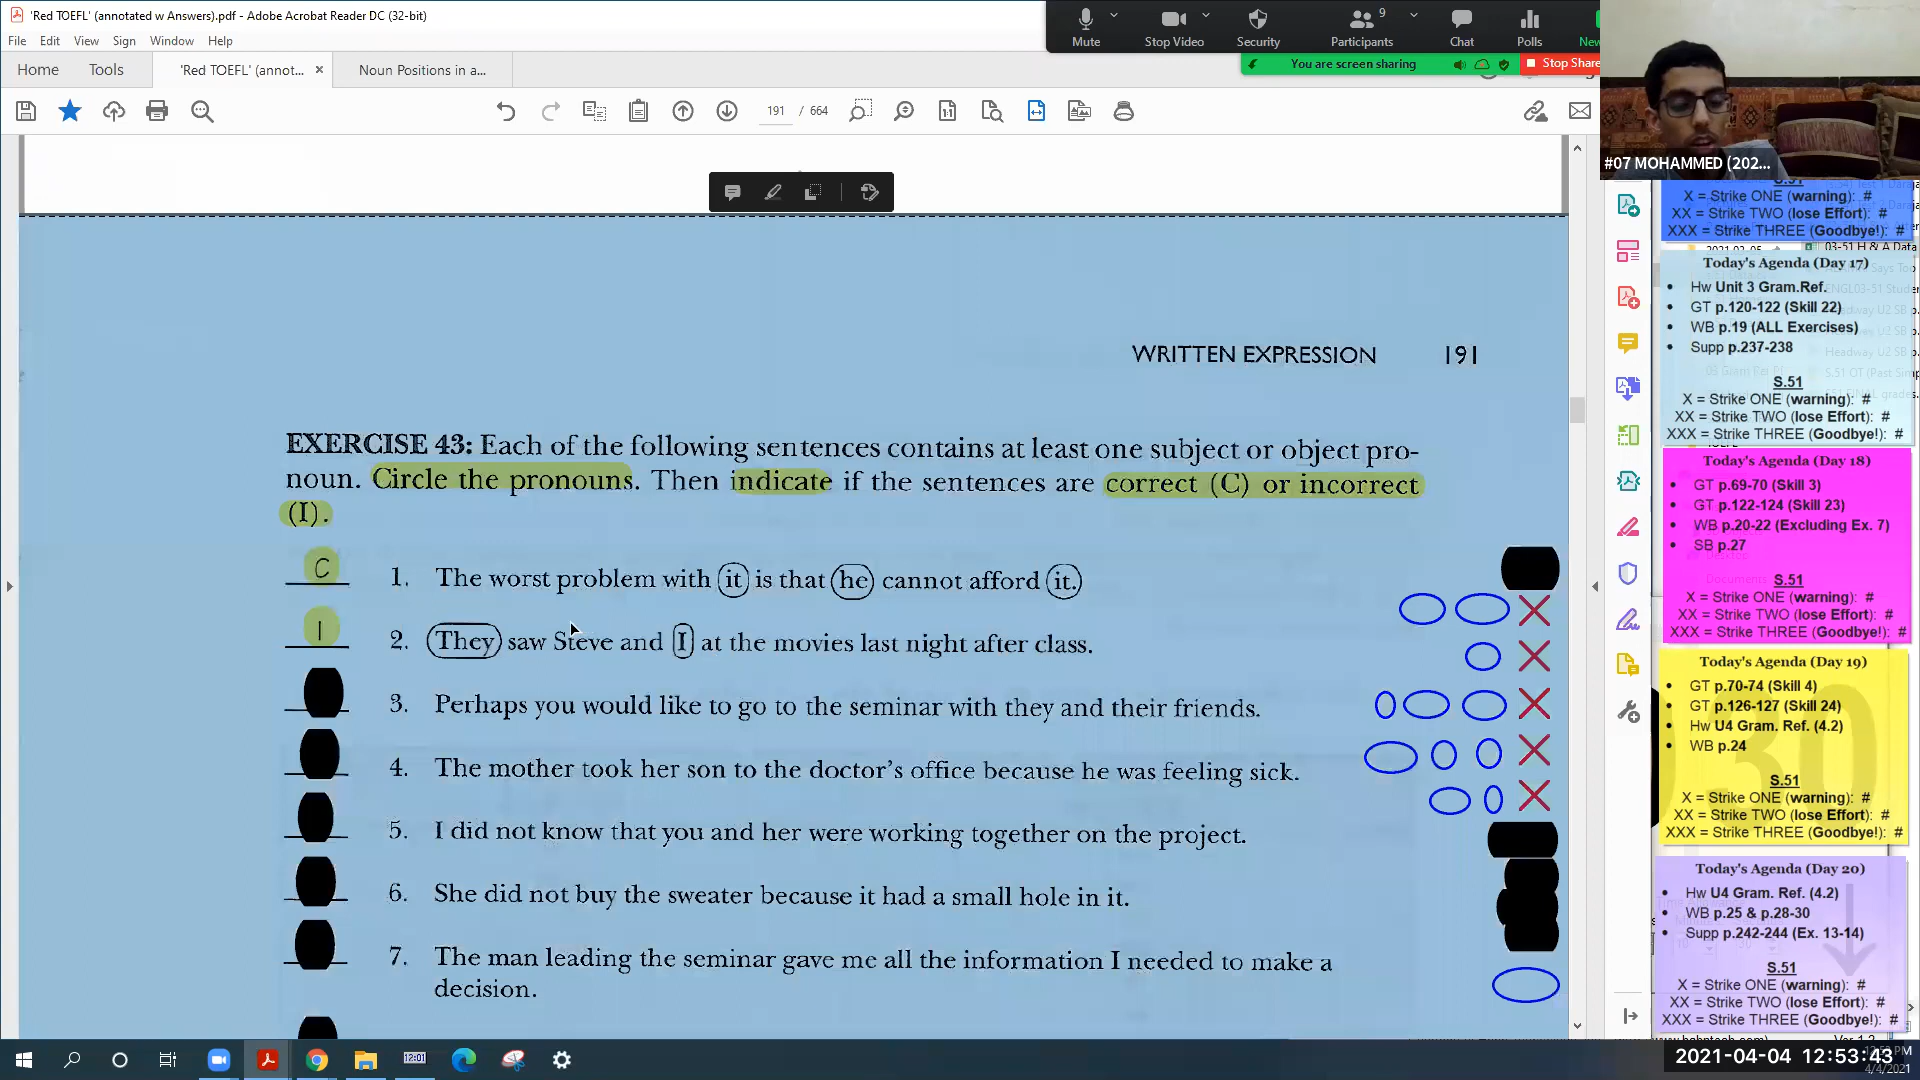 'Red TOEFL' (annotated w Answers).pdf - Adobe Acrobat Reader DC (32-bit)
File Edit View Sign Window Help
Home Tools 'Red TOEFL' (annot... × Noun Positions in a...
191 / 664
Mute Stop Video Security Participants 9 Chat Polls New
You are screen sharing Stop Share
#07 MOHAMMED (202...
WRITTEN EXPRESSION 191
EXERCISE 43: Each of the following sentences contains at least one subject or object pro-
noun. Circle the pronouns. Then indicate if the sentences are correct (C) or incorrect
(I).
C 1. The worst problem with it is that he cannot afford it.
I 2. They saw Steve and I at the movies last night after class.
3. Perhaps you would like to go to the seminar with they and their friends.
4. The mother took her son to the doctor's office because he was feeling sick.
5. I did not know that you and her were working together on the project.
6. She did not buy the sweater because it had a small hole in it.
7. The man leading the seminar gave me all the information I needed to make a
decision.
S.51
X = Strike ONE (warning): #
XX = Strike TWO (lose Effort): #
XXX = Strike THREE (Goodbye!): #
Today's Agenda (Day 17)
• Hw Unit 3 Gram.Ref.
• GT p.120-122 (Skill 22)
• WB p.19 (ALL Exercises)
• Supp p.237-238
S.51
X = Strike ONE (warning): #
XX = Strike TWO (lose Effort): #
XXX = Strike THREE (Goodbye!): #
Today's Agenda (Day 18)
• GT p.69-70 (Skill 3)
• GT p.122-124 (Skill 23)
• WB p.20-22 (Excluding Ex. 7)
• SB p.27
S.51
X = Strike ONE (warning): #
XX = Strike TWO (lose Effort): #
XXX = Strike THREE (Goodbye!): #
Today's Agenda (Day 19)
• GT p.70-74 (Skill 4)
• GT p.126-127 (Skill 24)
• Hw U4 Gram. Ref. (4.2)
• WB p.24
S.51
X = Strike ONE (warning): #
XX = Strike TWO (lose Effort): #
XXX = Strike THREE (Goodbye!): #
Today's Agenda (Day 20)
• Hw U4 Gram. Ref. (4.2)
• WB p.25 & p.28-30
• Supp p.242-244 (Ex. 13-14)
S.51
X = Strike ONE (warning): #
XX = Strike TWO (lose Effort): #
XXX = Strike THREE (Goodbye!): #
12:01
2021-04-04 12:53:43
4/4/2021